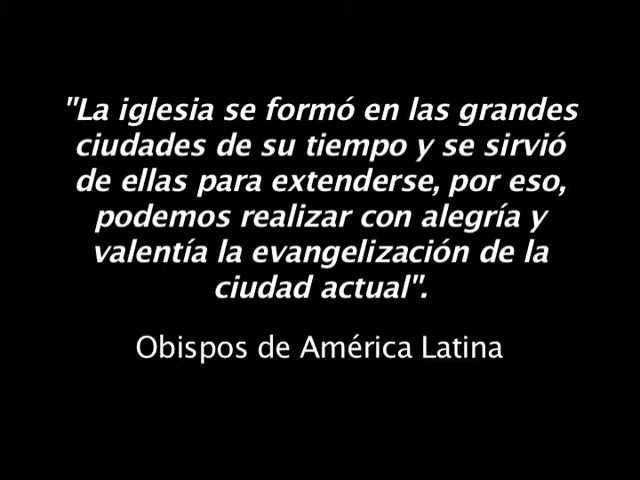 "La iglesia se formó en las grandes
ciudades de su tiempo y se sirvió
de ellas para extenderse, por eso,
podemos realizar con alegría y
valentía la evangelización de la
ciudad actual".
Obispos de América Latina